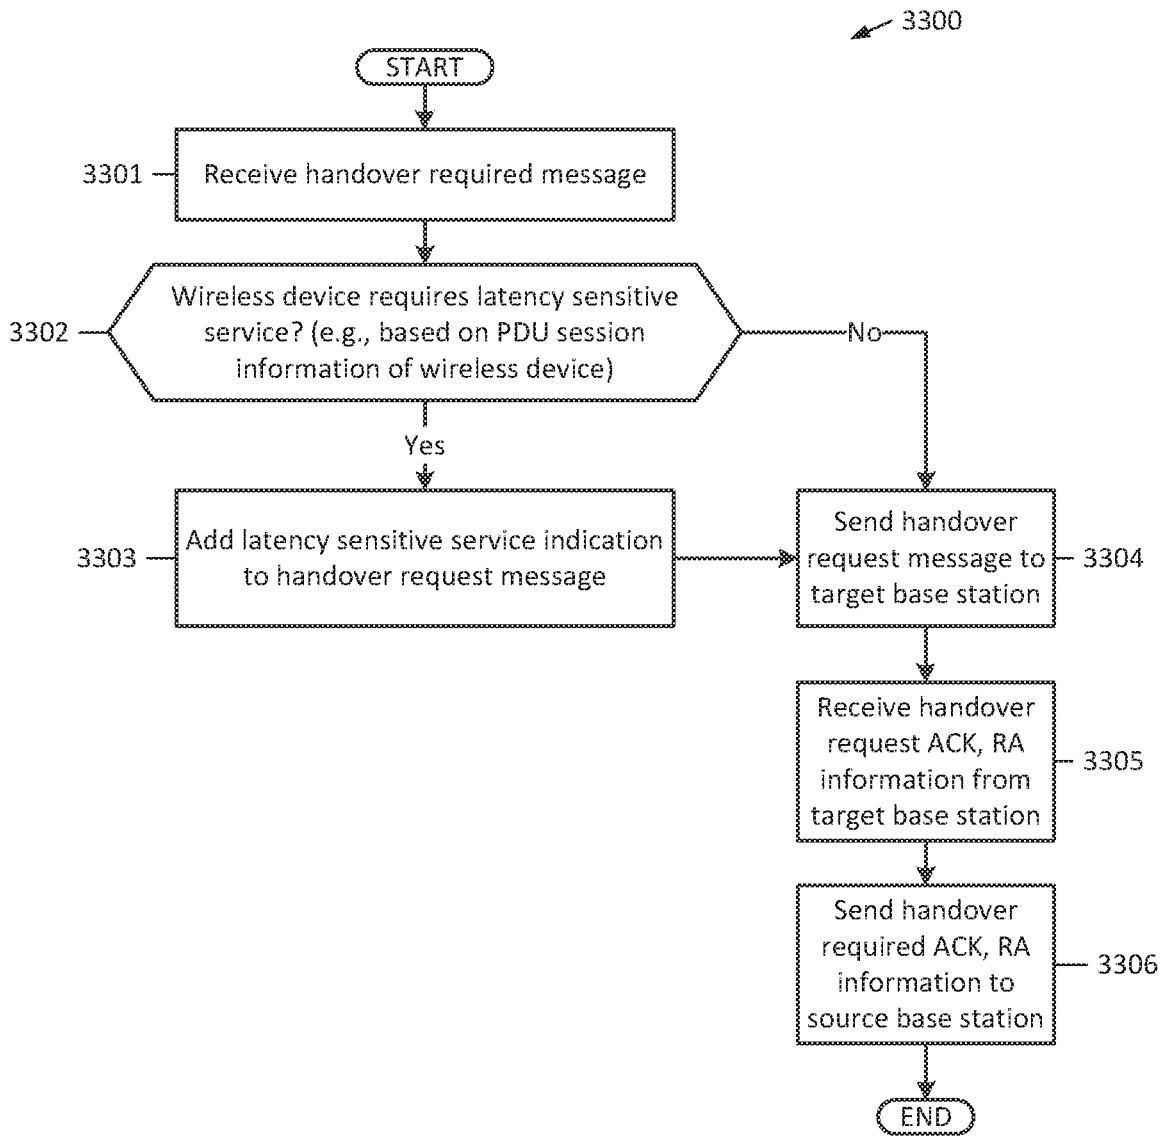 3300
START
3301
Receive handover required message
Wireless device requires latency sensitive
3302
service? (e.g., based on PDU session
information of wireless device)
No
Yes
3303
Add latency sensitive service indication
to handover request message
Send handover
request message to
target base station
3304
Receive handover
request ACK, RA
information from
target base station
3305
Send handover
required ACK, RA
information to
source base station
3306
END